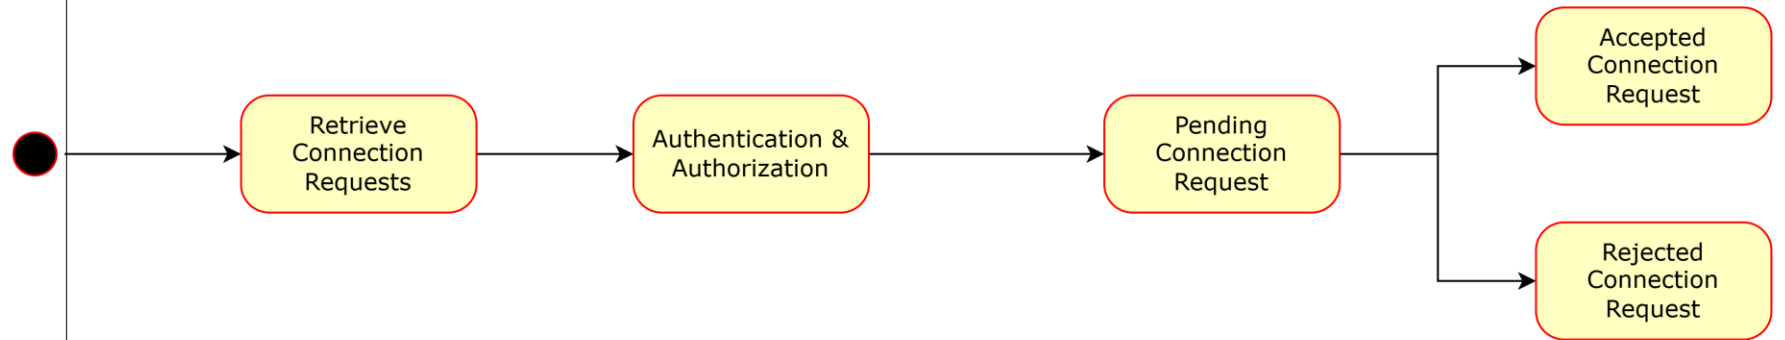 Retrieve
Connection
Requests
Authentication &
Authorization
Pending
Connection
Request
Accepted
Connection
Request
Rejected
Connection
Request